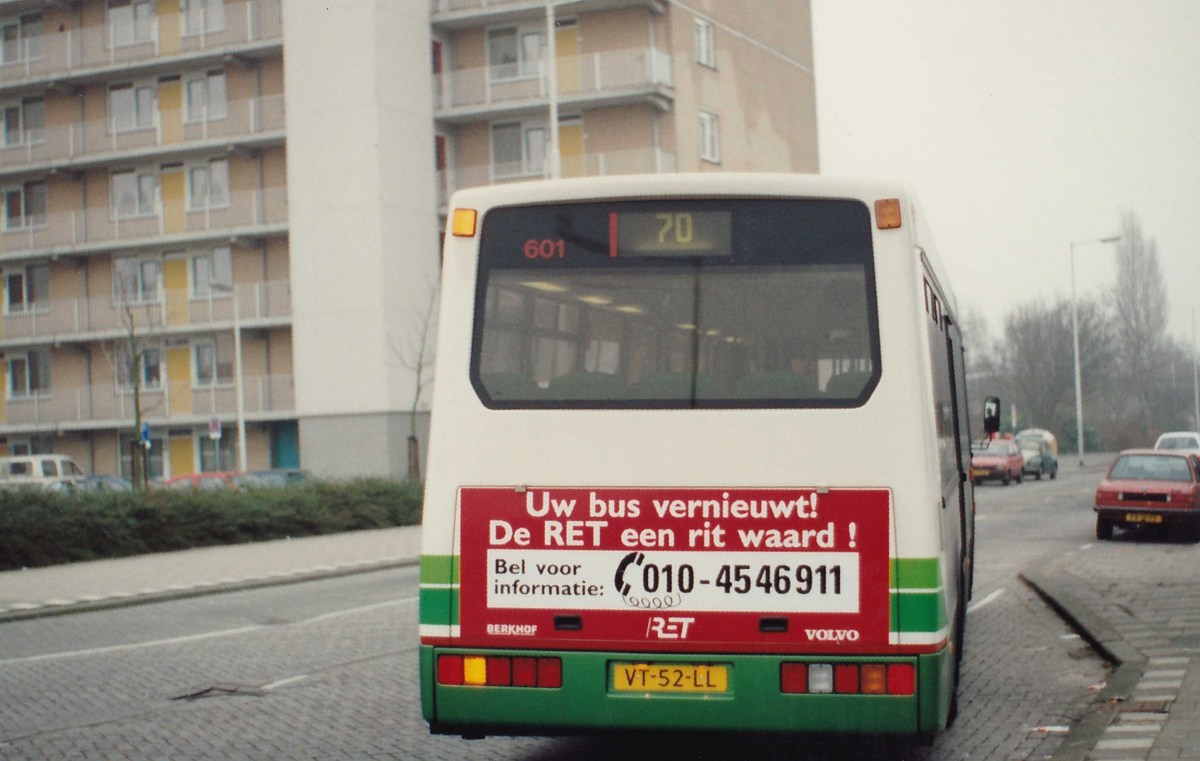 601
70
Uw bus vernieuwt!
De RET een rit waard !
Bel voor
informatie:
010-4546911
BERKHOF
RET
VOLVO
VT-52-LL